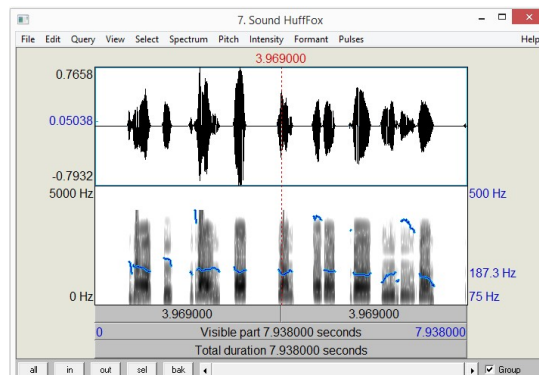 7. Sound HuffFox
File Edit Query View Select Spectrum Pitch Intensity Formant Pulses Help
3.969000
0.7658
0.05038
-0.7932
5000 Hz 500 Hz
187.3 Hz
0 Hz 75 Hz
3.969000 3.969000
0 Visible part 7.938000 seconds 7.938000
Total duration 7.938000 seconds
all in out sel bak Group